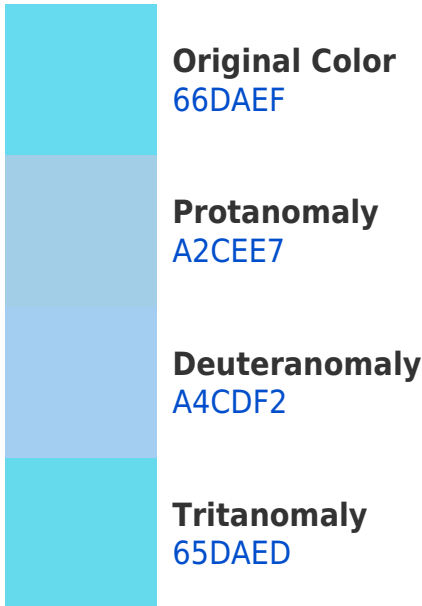 Original Color
66DAEF
Protanomaly
A2CEE7
Deuteranomaly
A4CDF2
Tritanomaly
65DAED